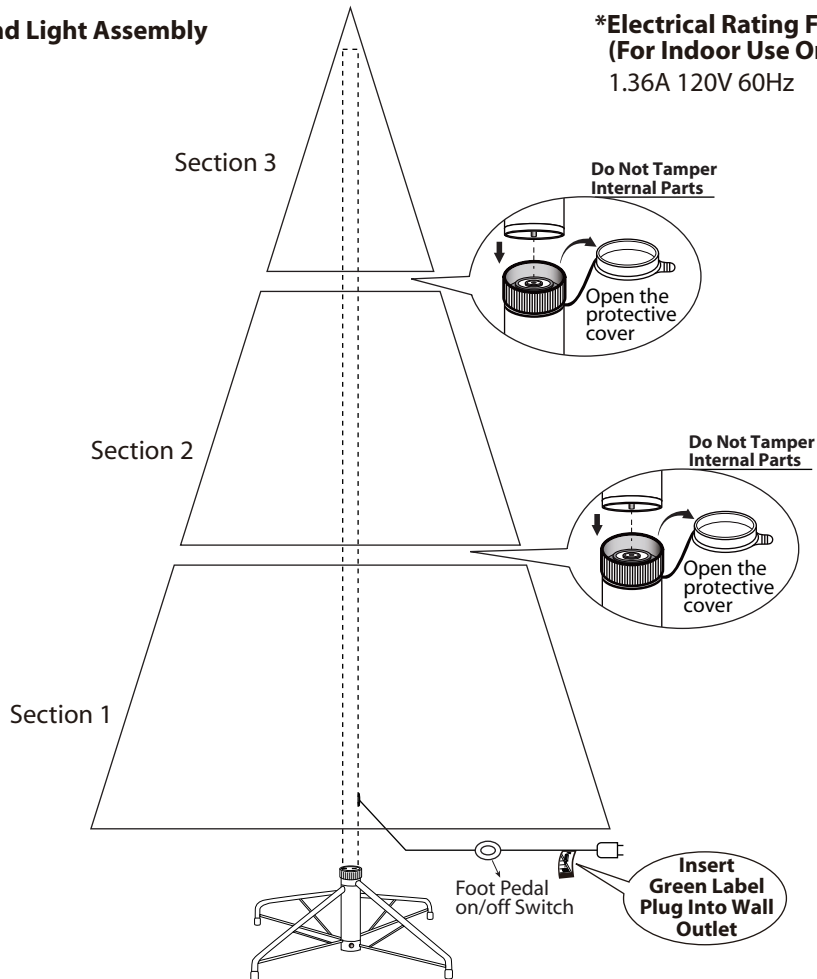 nd Light Assembly
*Electrical Rating F
(For Indoor Use O
1.36A 120V 60Hz
Section 3
Do Not Tamper
Internal Parts
Open the
protective
cover
Section 2
Do Not Tamper
Internal Parts
Open the
protective
cover
Section 1
Foot Pedal
on/off Switch
Insert
Green Label
Plug Into Wall
Outlet